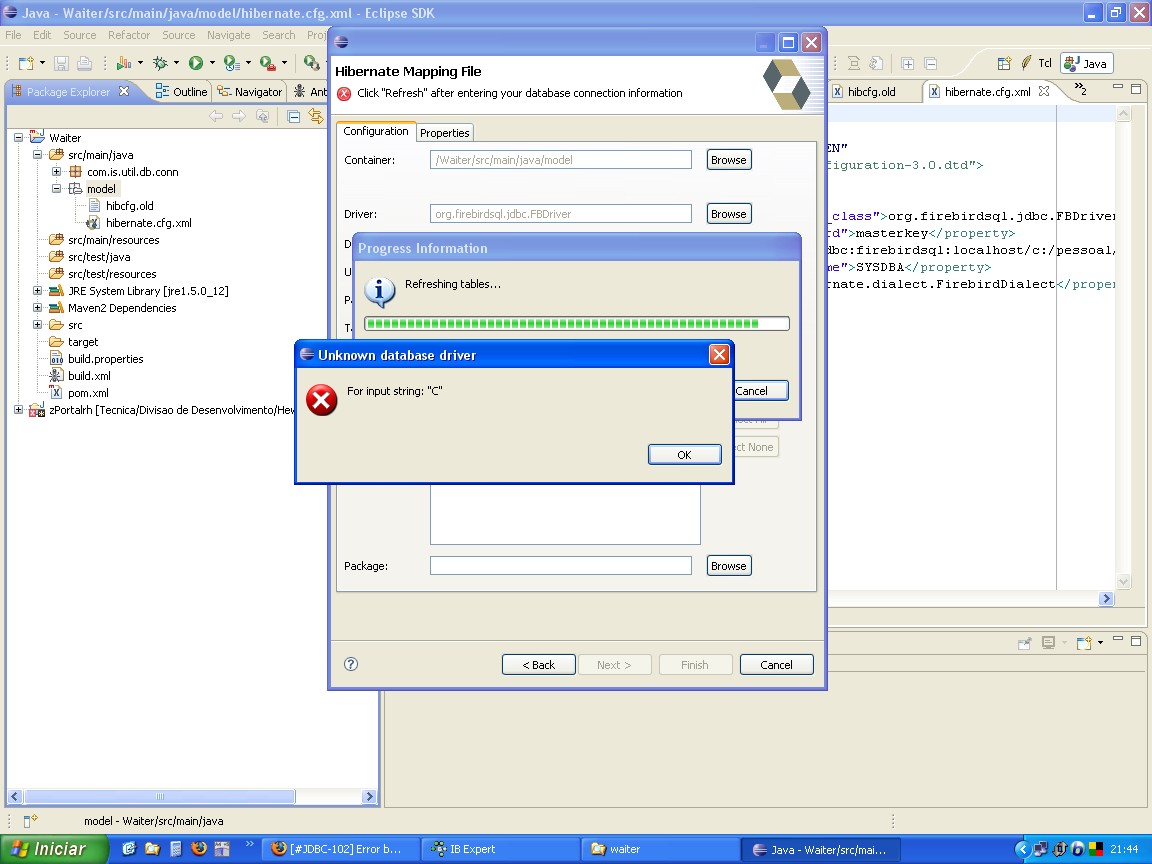 Java - Waiter/src/main/java/model/hibernate.cfg.xml - Eclipse SDK
File Edit Source Refactor Source Navigate Search
Tcl Java
Package Explorer Outline Navigator
hibcfg.old hibernate.cfg.xml 2
Waiter
src/main/java
com.is.util.db.conn
model
hibcfg.old
hibernate.cfg.xml
src/main/resources
src/test/java
src/test/resources
JRE System Library [jre1.5.0_12]
Maven2 Dependencies
src
target
build.properties
build.xml
pom.xml
zPortalrh [Tecnica/Divisao de Desenvolvimento/
Hibernate Mapping File
Click "Refresh" after entering your database connection information
Configuration Properties
Container: /Waiter/src/main/java/model Browse
Driver: org.firebirdsql.jdbc.FBDriver Browse
Progress Information
Refreshing tables...
Cancel
Unknown database driver
For input string: "C"
OK
None
Package: Browse
? < Back Next > Finish Cancel
EN"
figuration-3.0.dtd">
_class">org.firebirdsql.jdbc.FBDriver
rd">masterkey</property>
dbc:firebirdsql:localhost/c:/pessoal/
me">SYSDBA</property>
rnate.dialect.FirebirdDialect</proper
model - Waiter/src/main/java
Iniciar » [#JDBC-102] Error b... IB Expert waiter Java - Waiter/src/mai... 21:44